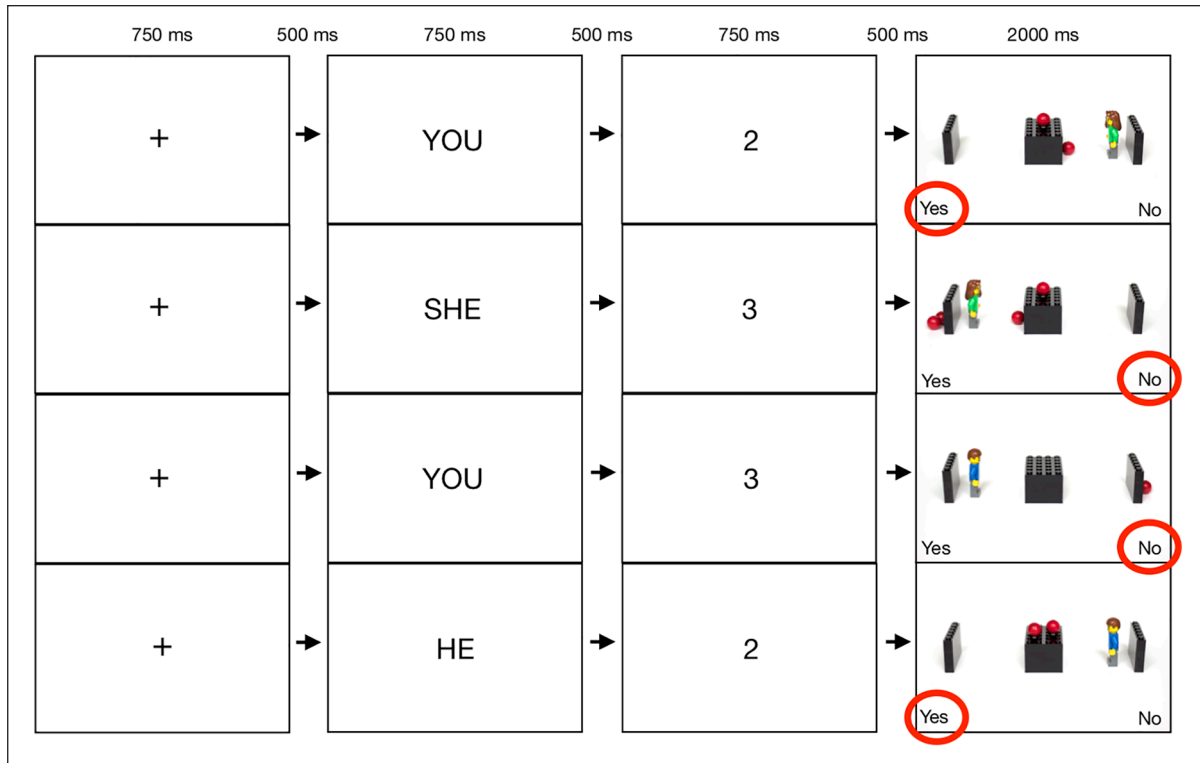 750 ms 500 ms 750 ms 500 ms 750 ms 500 ms 2000 ms
+ YOU 2
Yes No
+ SHE 3
Yes No
+ YOU 3
Yes No
+ HE 2
Yes No